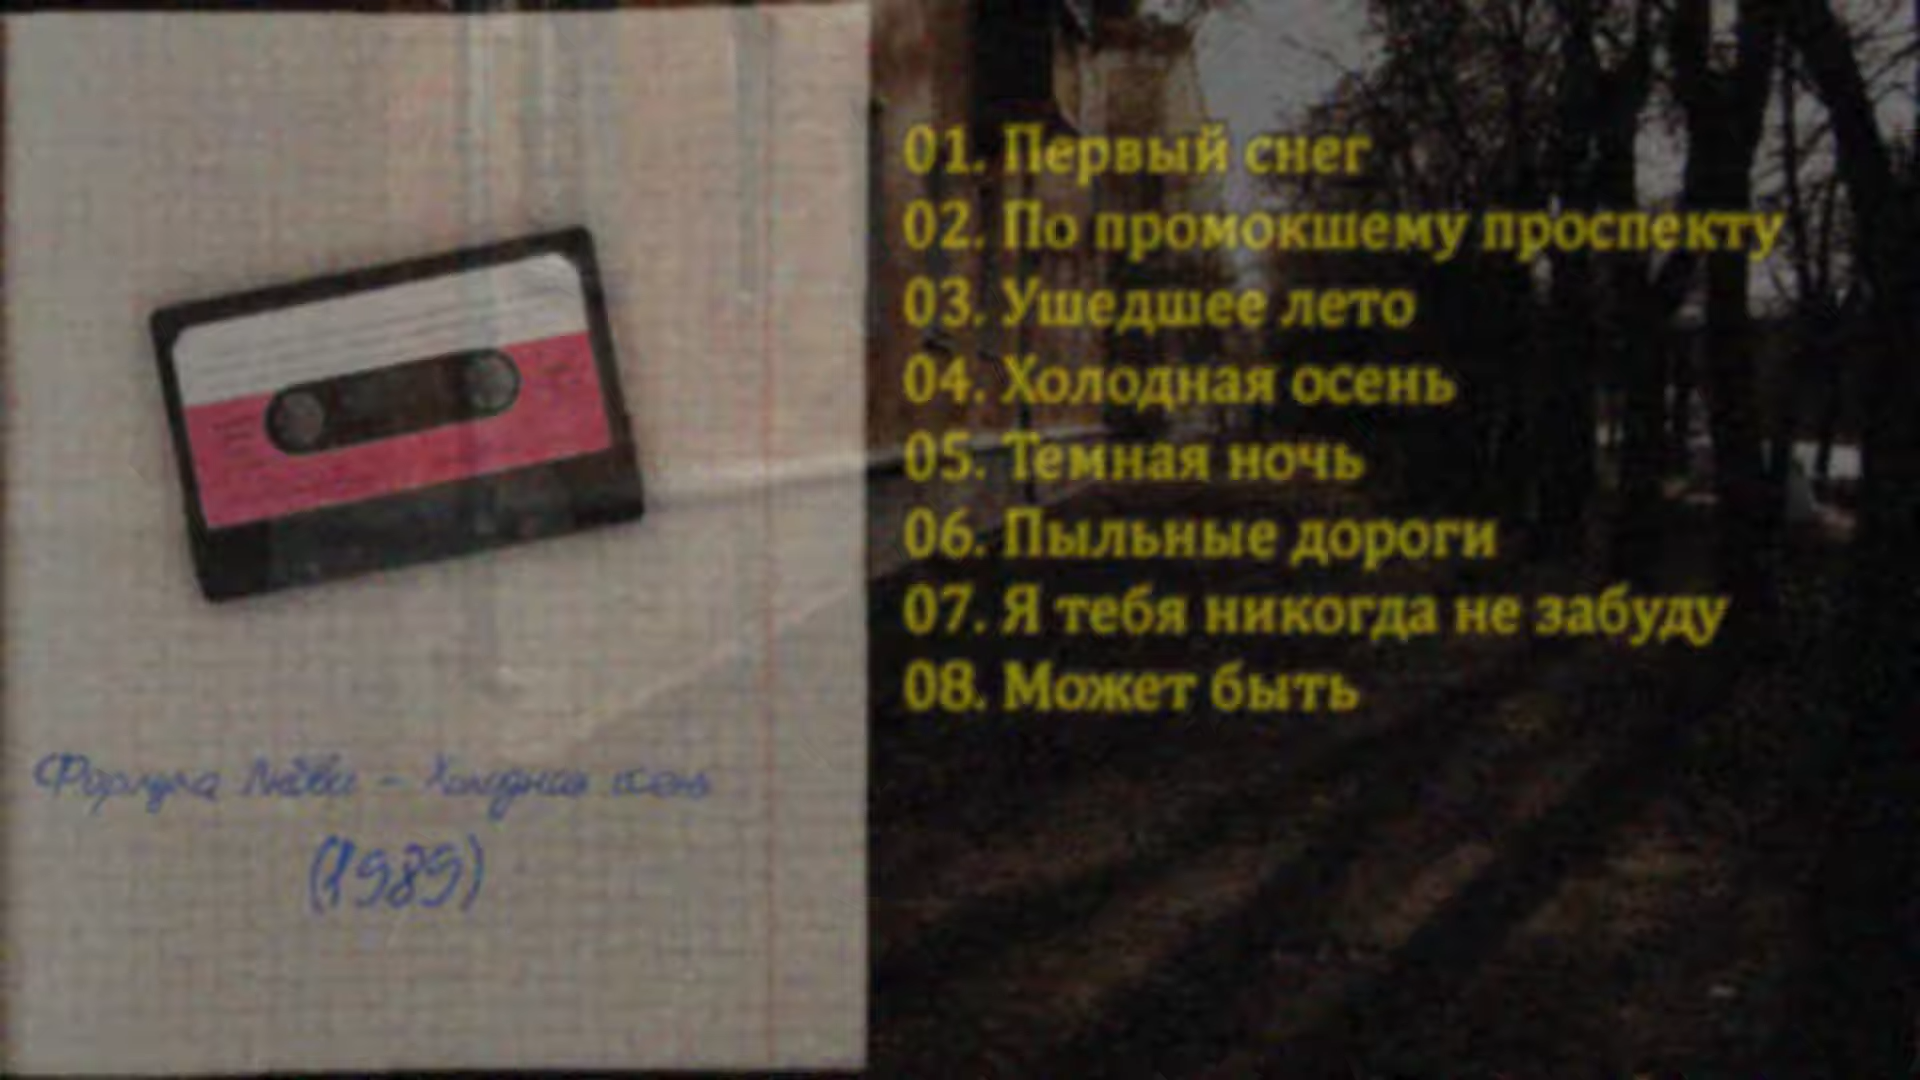 Формула Любви - Холодная осень
(1989)
01. Первый снег
02. По промокшему проспекту
03. Ушедшее лето
04. Холодная осень
05. Темная ночь
06. Пыльные дороги
07. Я тебя никогда не забуду
08. Может быть